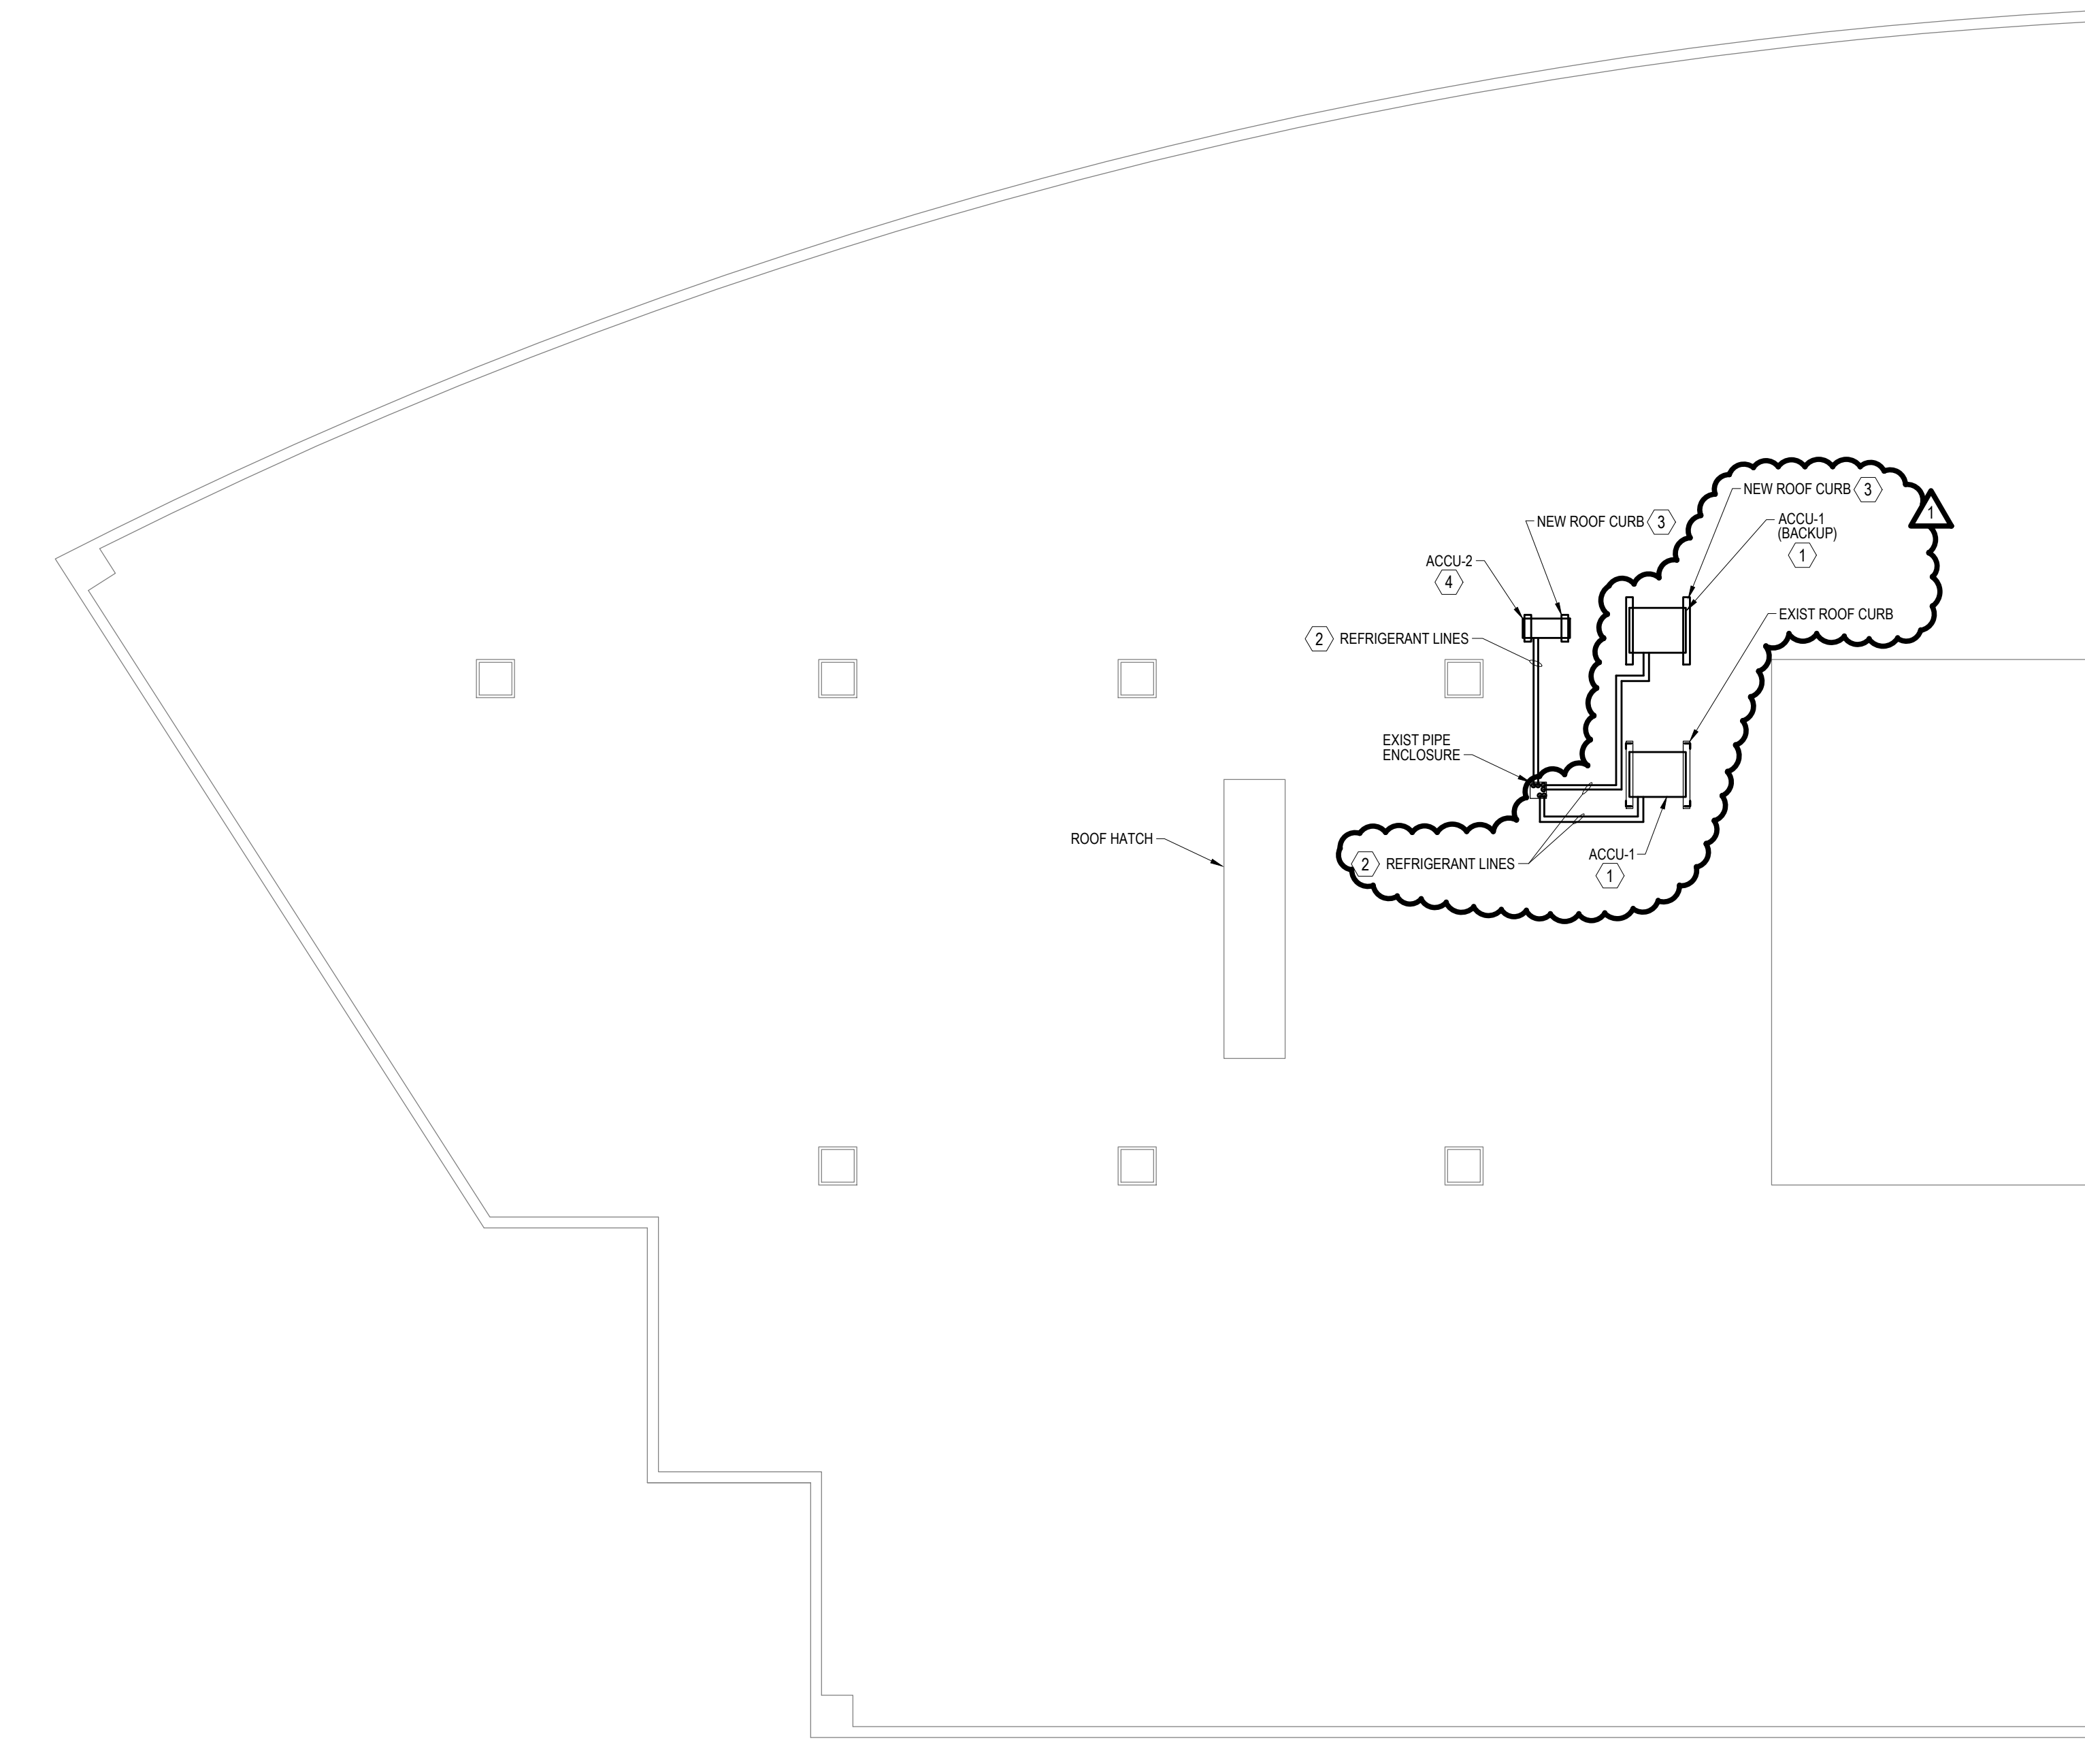 NEW ROOF CURB 3
1
ACCU-1
(BACKUP)
1
NEW ROOF CURB 3
ACCU-2
4
EXIST ROOF CURB
2 REFRIGERANT LINES
EXIST PIPE
ENCLOSURE
ROOF HATCH
ACCU-1
1
2 REFRIGERANT LINES